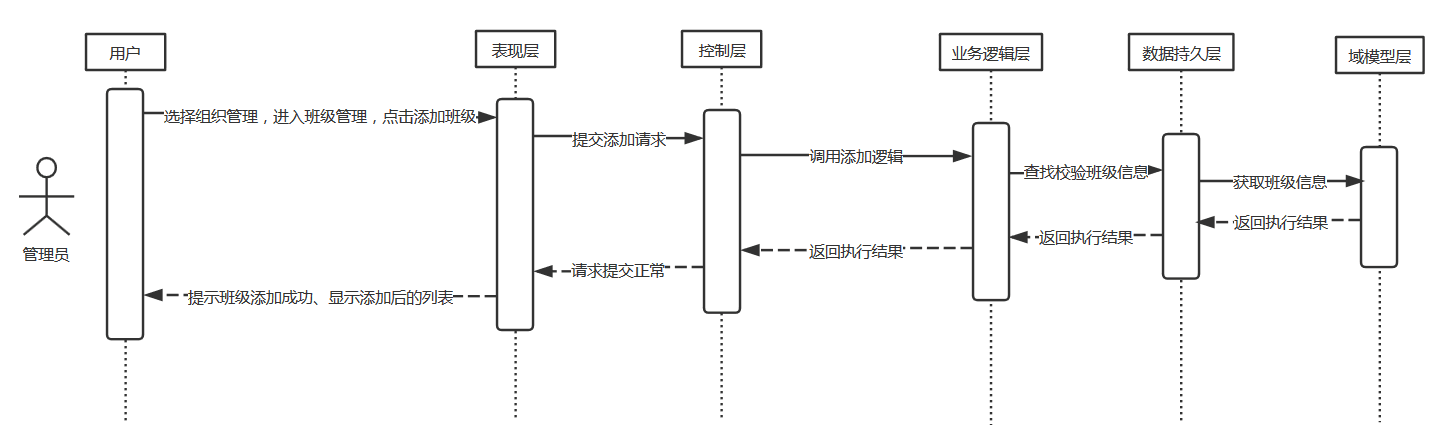 用户
表现层
控制层
业务逻辑层
数据持久层
域模型层
选择组织管理，进入班级管理，点击添加班级
提交添加请求
调用添加逻辑
查找校验班级信息
获取班级信息
返回执行结果
返回执行结果
返回执行结果
请求提交正常
提示班级添加成功、显示添加后的列表
管理员